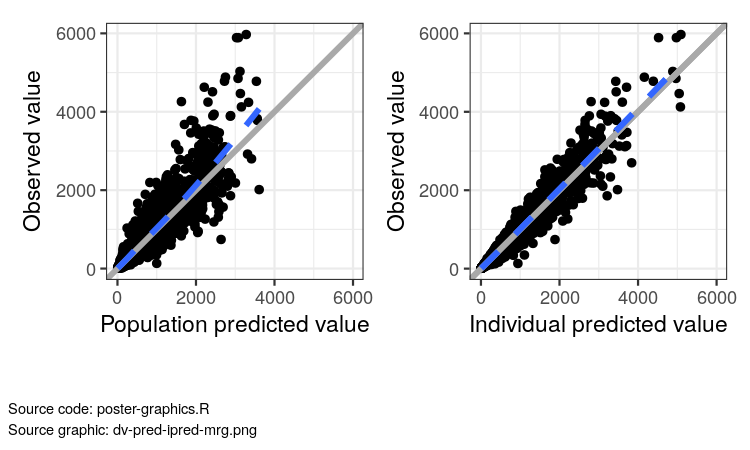 6000
4000
2000
0
Observed value
0 2000 4000 6000
Population predicted value
6000
4000
2000
0
Observed value
0 2000 4000 6000
Individual predicted value
Source code: poster-graphics.R
Source graphic: dv-pred-ipred-mrg.png